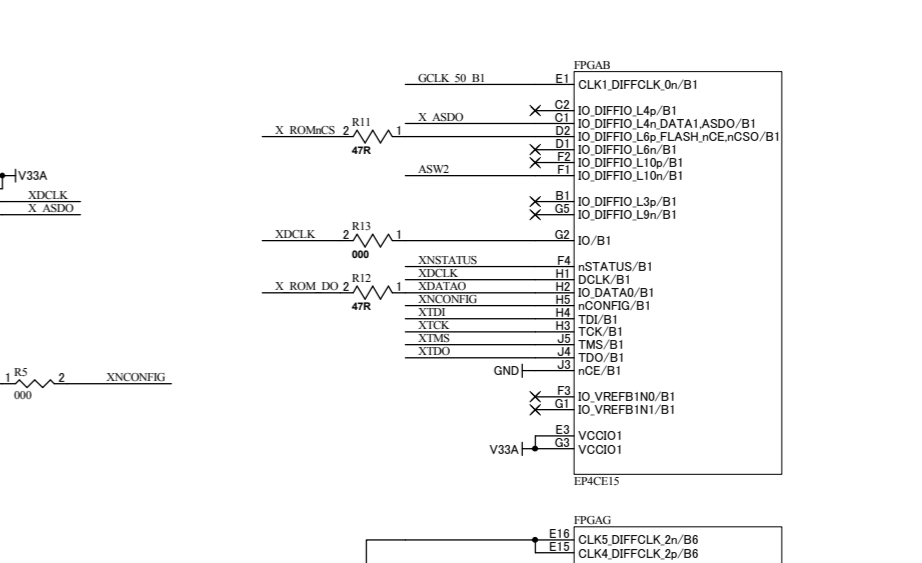 FPGAB
GCLK_50_B1 E1 CLK1_DIFFCLK_0n/B1
C2 IO_DIFFIO_L4p/B1
X_ASDO C1 IO_DIFFIO_L4n_DATA1,ASDO/B1
X_ROMnCS 2 R11 1 D2 IO_DIFFIO_L6p_FLASH_nCE,nCSO/B1
47R
D1 IO_DIFFIO_L6n/B1
F2 IO_DIFFIO_L10p/B1
ASW2 F1 IO_DIFFIO_L10n/B1
V33A
XDCLK
X_ASDO
B1 IO_DIFFIO_L3p/B1
G5 IO_DIFFIO_L9n/B1
XDCLK 2 R13 1 G2 IO/B1
000
XNSTATUS F4 nSTATUS/B1
XDCLK H1 DCLK/B1
X_ROM_DO 2 R12 1 XDATAO H2 IO_DATA0/B1
47R
XNCONFIG H5 nCONFIG/B1
XTDI H4 TDI/B1
XTCK H3 TCK/B1
XTMS J5 TMS/B1
XTDO J4 TDO/B1
GND J3 nCE/B1
1 R5 2 XNCONFIG
000
F3 IO_VREFB1N0/B1
G1 IO_VREFB1N1/B1
E3 VCCIO1
V33A G3 VCCIO1
EP4CE15
FPGAG
E16 CLK5_DIFFCLK_2n/B6
E15 CLK4_DIFFCLK_2p/B6